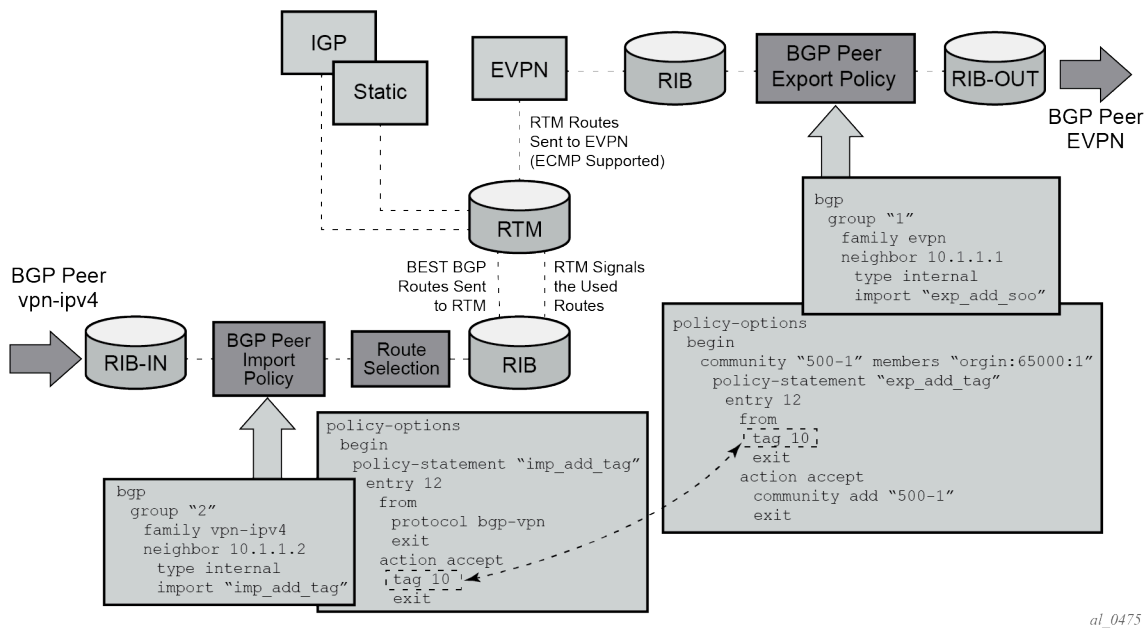 IGP
Static
EVPN
RIB
BGP Peer
Export Policy
RIB-OUT
BGP Peer
EVPN
RTM Routes
Sent to EVPN
(ECMP Supported)
RTM
BEST BGP
Routes Sent
to RTM
RTM Signals
the Used
Routes
BGP Peer
vpn-ipv4
RIB-IN
BGP Peer
Import
Policy
Route
Selection
RIB
bgp
group “1”
family evpn
neighbor 10.1.1.1
type internal
import “exp_add_soo”
policy-options
begin
community “500-1” members “orgin:65000:1”
policy-statement “exp_add_tag”
entry 12
from
tag 10
exit
action accept
community add “500-1”
exit
policy-options
begin
policy-statement “imp_add_tag”
entry 12
from
protocol bgp-vpn
exit
action accept
tag 10
exit
bgp
group “2”
family vpn-ipv4
neighbor 10.1.1.2
type internal
import “imp_add_tag”
al_0475